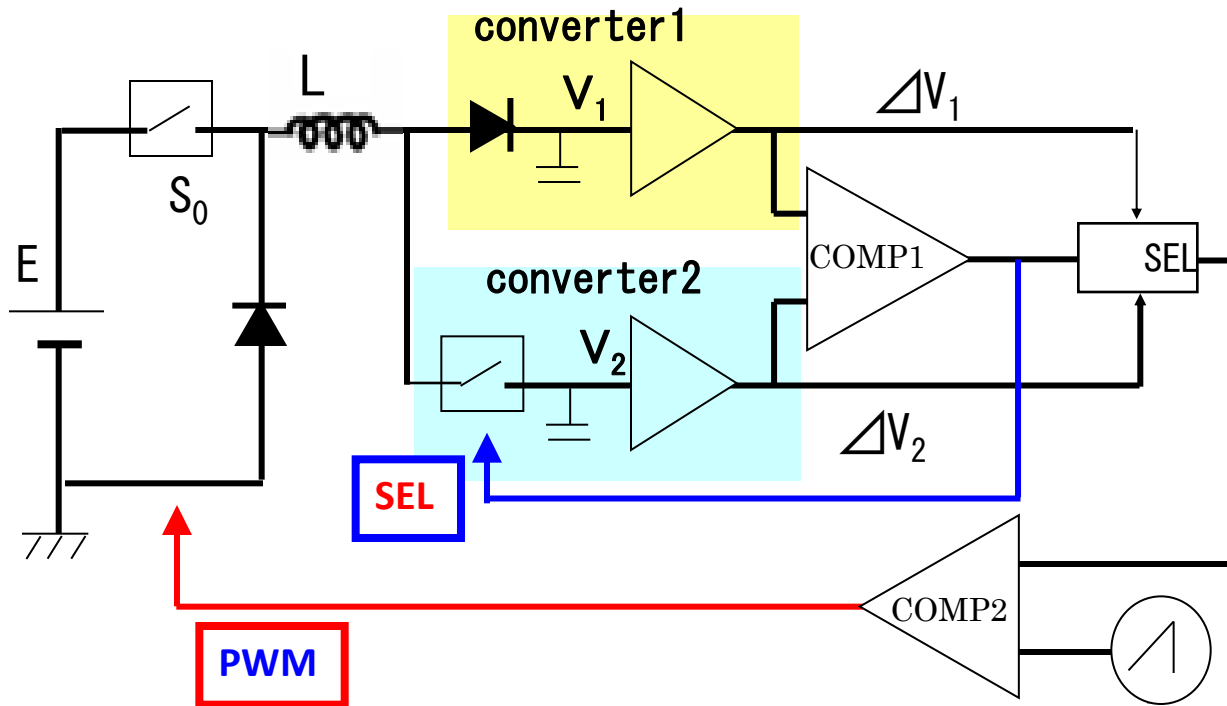 converter1
L
V₁
⊿V₁
S₀
COMP1
SEL
E
converter2
V₂
⊿V₂
SEL
COMP2
PWM